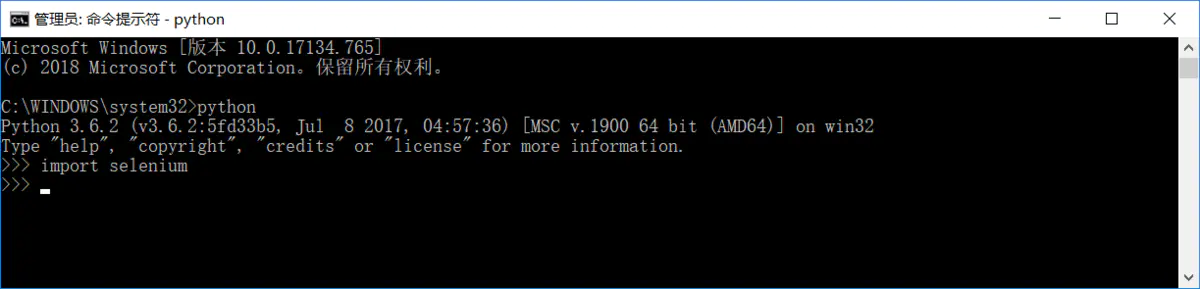 管理员: 命令提示符 - python
Microsoft Windows [版本 10.0.17134.765]
(c) 2018 Microsoft Corporation。保留所有权利。
C:\WINDOWS\system32>python
Python 3.6.2 (v3.6.2:5fd33b5, Jul  8 2017, 04:57:36) [MSC v.1900 64 bit (AMD64)] on win32
Type "help", "copyright", "credits" or "license" for more information.
>>> import selenium
>>>